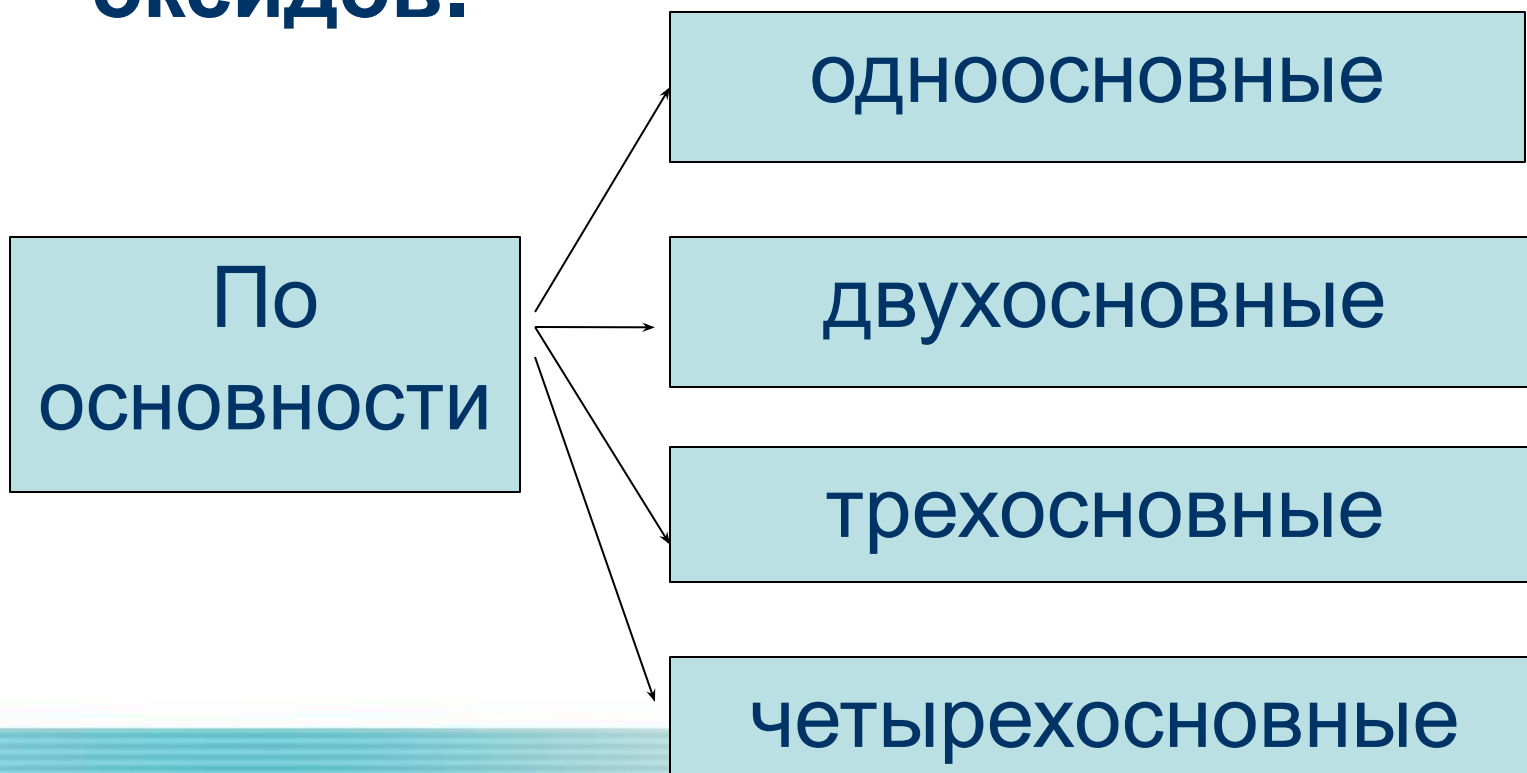 оксидов.
одноосновные
По
основности
двухосновные
трехосновные
четырехосновные